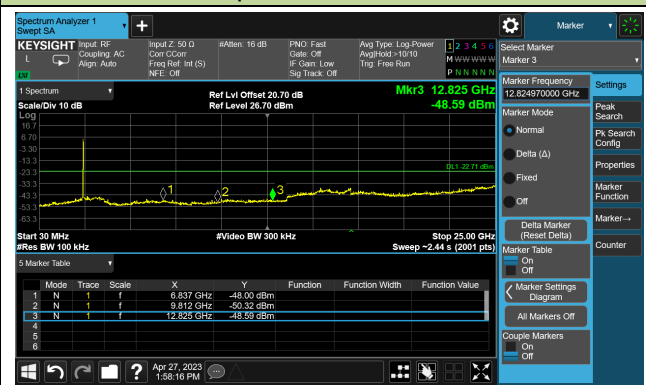 Spectrum Analyzer 1
Swept SA
+
Marker
KEYSIGHT
L
LXI
Input: RF
Coupling: AC
Align: Auto
Input Z: 50 Ω
Corr CCorr
Freq Ref: Int (S)
NFE: Off
#Atten: 16 dB
PNO: Fast
Gate: Off
IF Gain: Low
Sig Track: Off
Avg Type: Log-Power
Avg|Hold:>10/10
Trig: Free Run
1 2 3 4 5 6
M W W W W W
P N N N N N
Select Marker
Marker 3
1 Spectrum
Scale/Div 10 dB
Ref Lvl Offset 20.70 dB
Ref Level 26.70 dBm
Mkr3 12.825 GHz
-48.59 dBm
Log
16.7
6.70
-3.30
-13.3
-23.3
-33.3
-43.3
-53.3
-63.3
DL1 -22.71 dBm
1
2
3
Start 30 MHz
#Res BW 100 kHz
#Video BW 300 kHz
Stop 25.00 GHz
Sweep ~2.44 s (2001 pts)
5 Marker Table
Mode Trace Scale X Y Function Function Width Function Value
1 N 1 f 6.837 GHz -48.00 dBm
2 N 1 f 9.812 GHz -50.32 dBm
3 N 1 f 12.825 GHz -48.59 dBm
4
5
6
Marker Frequency
12.824970000 GHz
Marker Mode
Normal
Delta (Δ)
Fixed
Off
Delta Marker
(Reset Delta)
Marker Table
On
Off
Marker Settings
Diagram
All Markers Off
Couple Markers
On
Off
Settings
Peak
Search
Pk Search
Config
Properties
Marker
Function
Marker→
Counter
?
Apr 27, 2023
1:58:16 PM